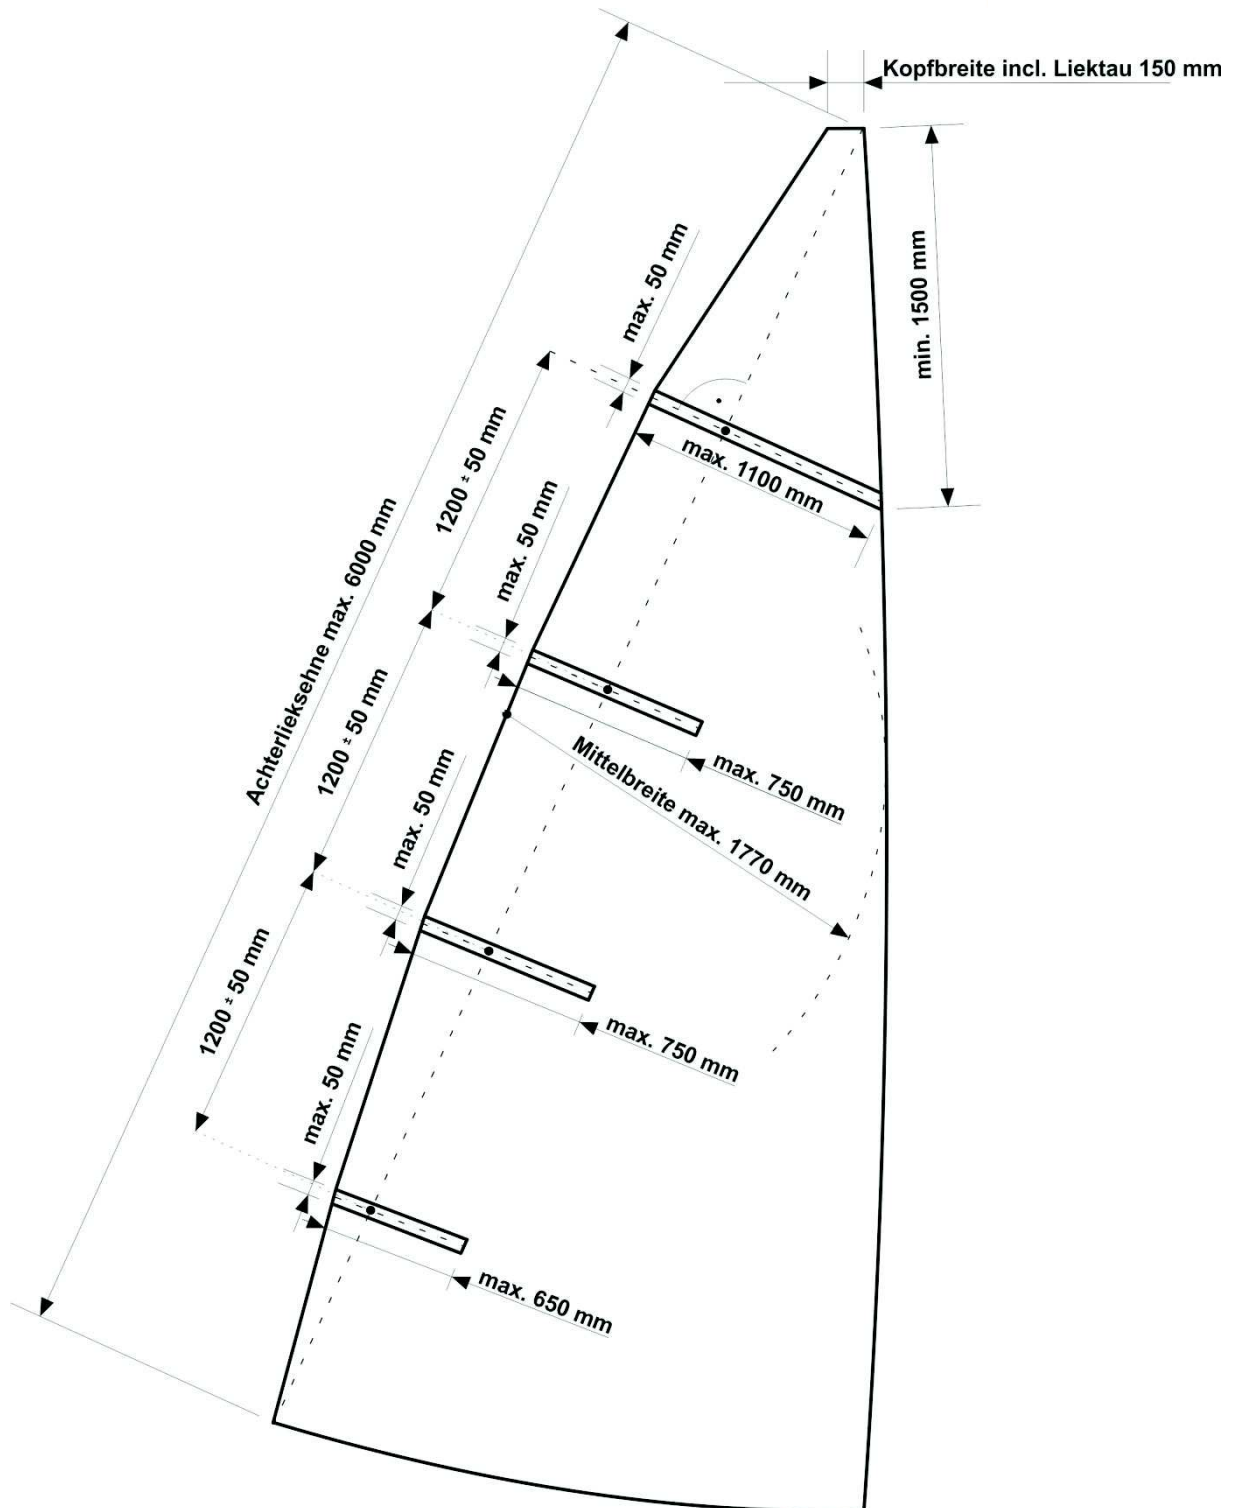 Kopfbreite incl. Liektau 150 mm
max. 50 mm
min. 1500 mm
1200 ± 50 mm
max. 1100 mm
max. 50 mm
Achterlieksehne max. 6000 mm
1200 ± 50 mm
max. 750 mm
Mittelbreite max. 1770 mm
max. 50 mm
1200 ± 50 mm
max. 750 mm
max. 50 mm
max. 650 mm